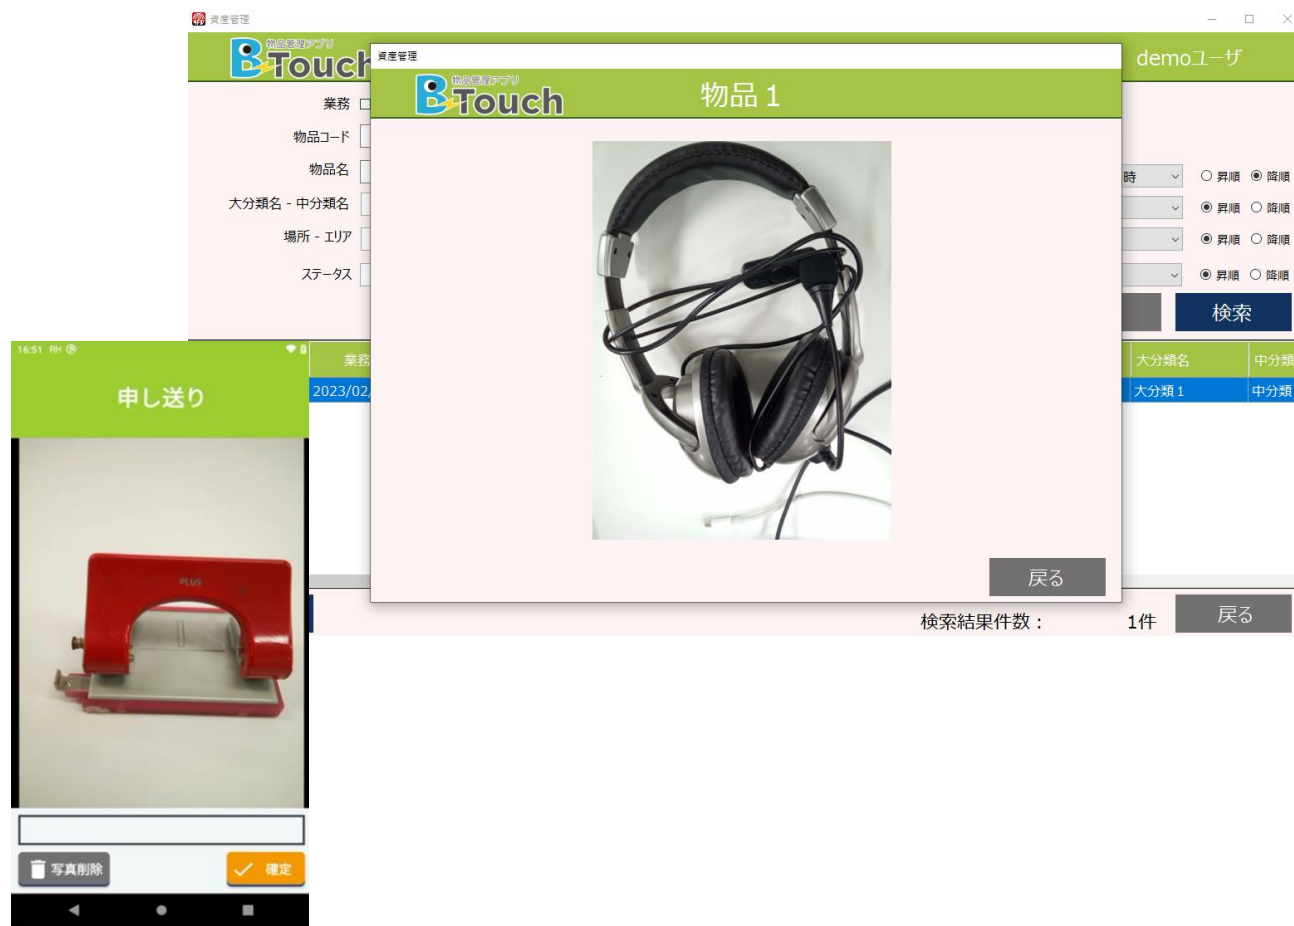 資産管理
物品管理アプリ
BTouch
demoユーザ
業務
物品コード
物品名
大分類名 - 中分類名
場所 - エリア
ステータス
時
昇順
降順
昇順
降順
昇順
降順
昇順
降順
検索
資産管理
物品管理アプリ
BTouch
物品 1
戻る
業務
大分類名
中分類
2023/02/
大分類 1
中分類
検索結果件数：
1件
戻る
16:51
申し送り
PLUS
写真削除
確定